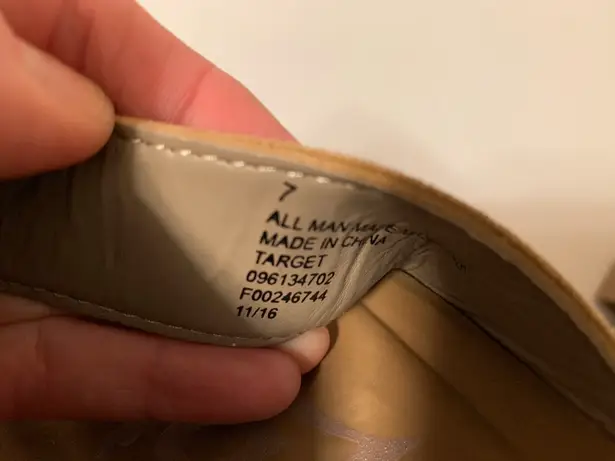 7
ALL MAN
MADE IN CHINA
TARGET
096134702
F00246744
11/16